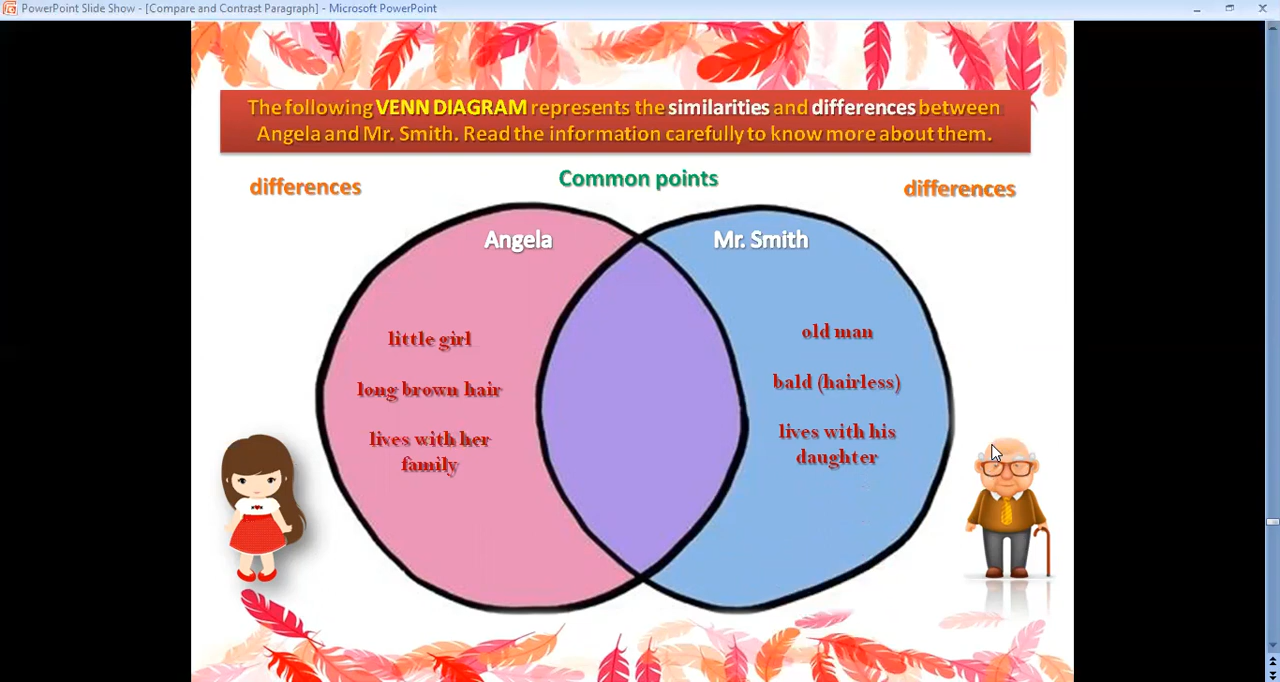 PowerPoint Slide Show - [Compare and Contrast Paragraph] - Microsoft PowerPoint
The following VENN DIAGRAM represents the similarities and differences between
Angela and Mr. Smith. Read the information carefully to know more about them.
differences
Common points
differences
Angela
Mr. Smith
little girl
long brown hair
lives with her
family
old man
bald (hairless)
lives with his
daughter